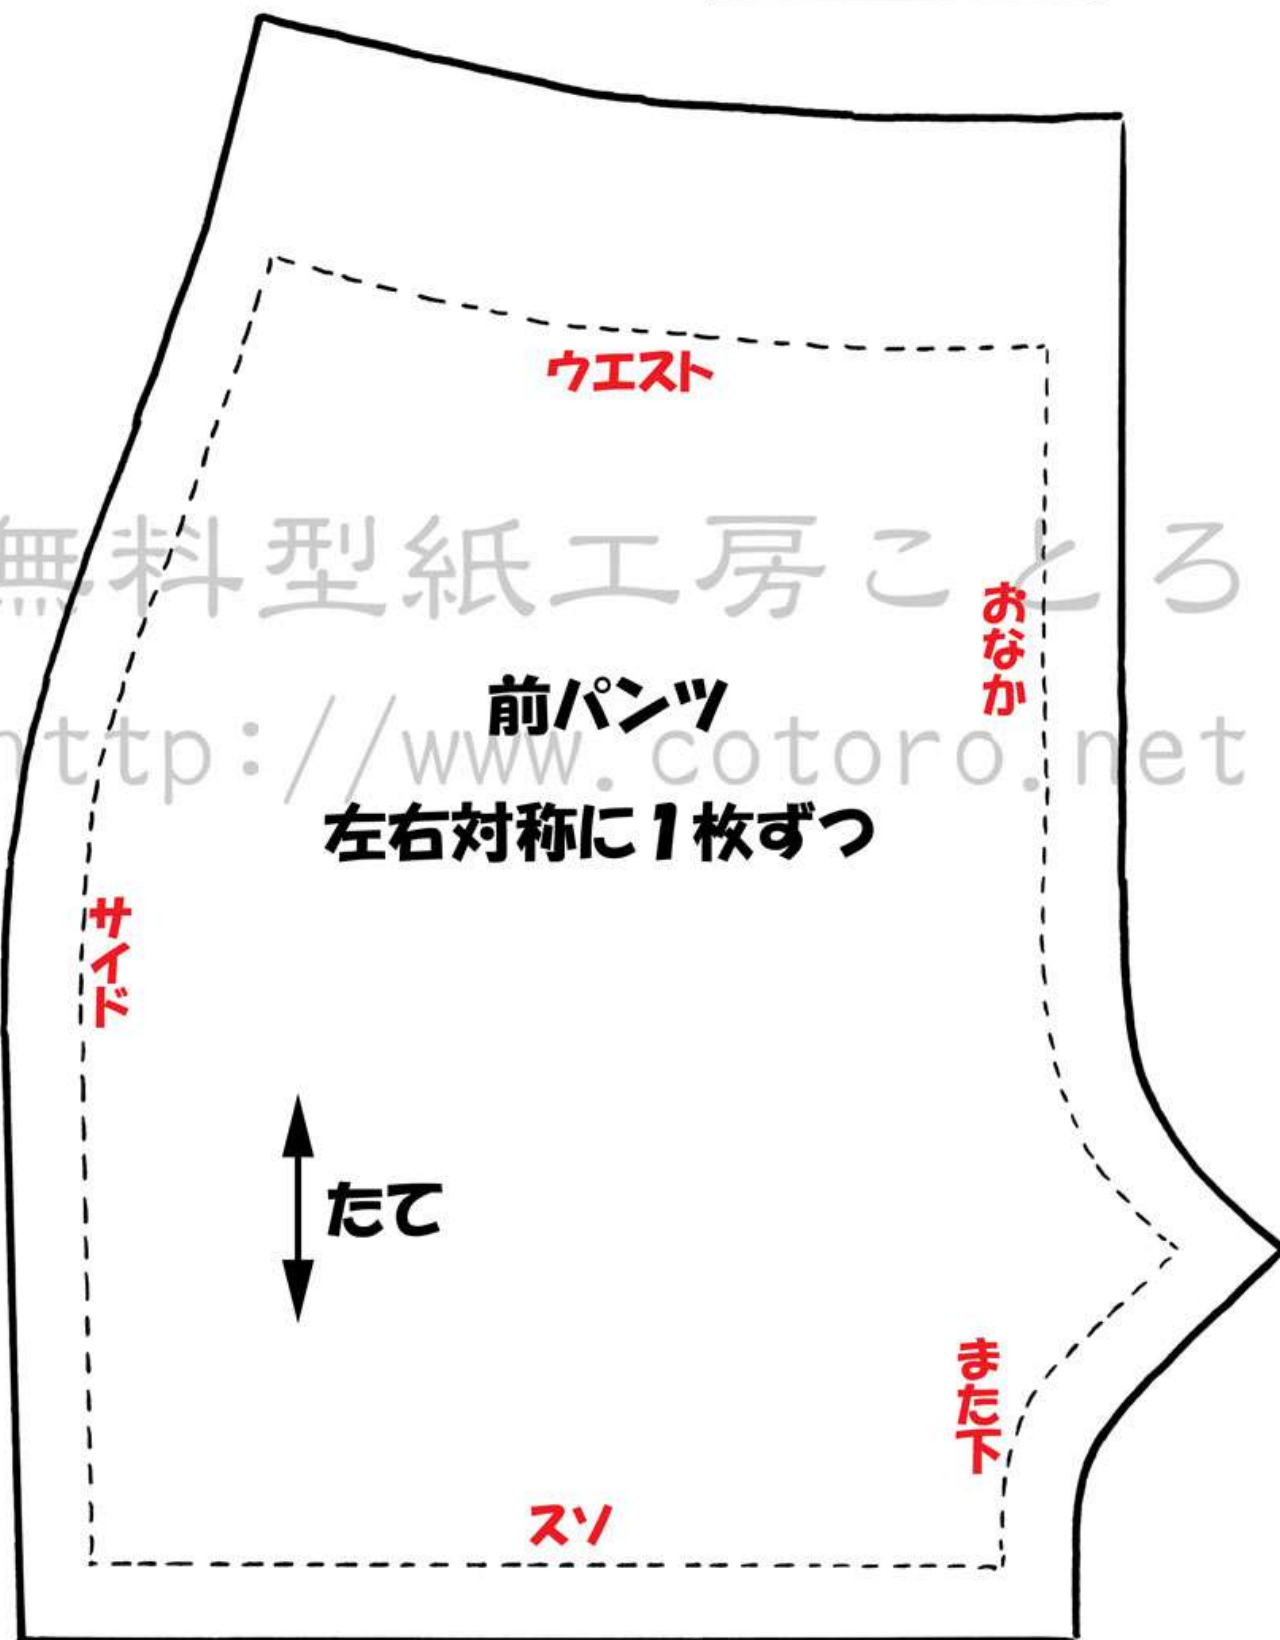 ウエスト
無料型紙工房ことろ
おなか
前パンツ
http://www.cotoro.net
左右対称に1枚ずつ
サイド
たて
また下
スソ